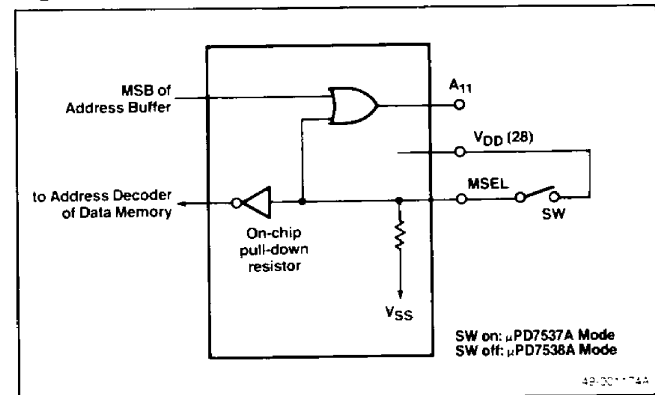 MSB of
Address Buffer
A11
VDD (28)
MSEL
to Address Decoder
of Data Memory
SW
On-chip
pull-down
resistor
VSS
SW on: µPD7537A Mode
SW off: µPD7538A Mode